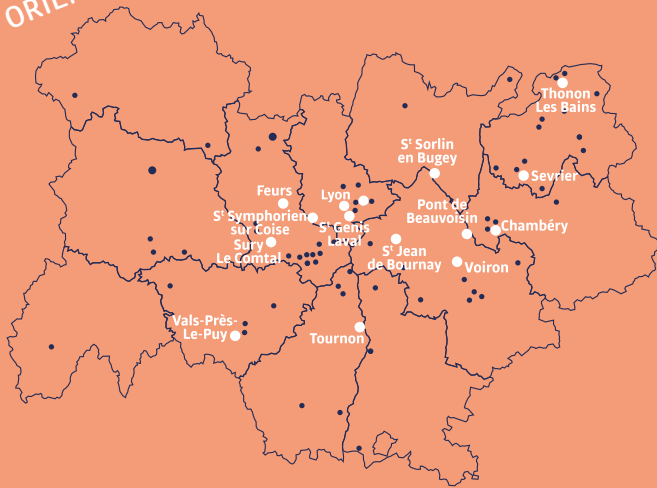 ORIE
Thonon
Les Bains
Sᵗ Sorlin
en Bugey
Sevrier
Feurs
Lyon
Sᵗ Symphorien
sur Coise
Sᵗ Genis
Laval
Pont de
Beauvoisin
Chambéry
Sury
Le Comtal
Sᵗ Jean
de Bournay
Voiron
Vals-Près-
Le-Puy
Tournon